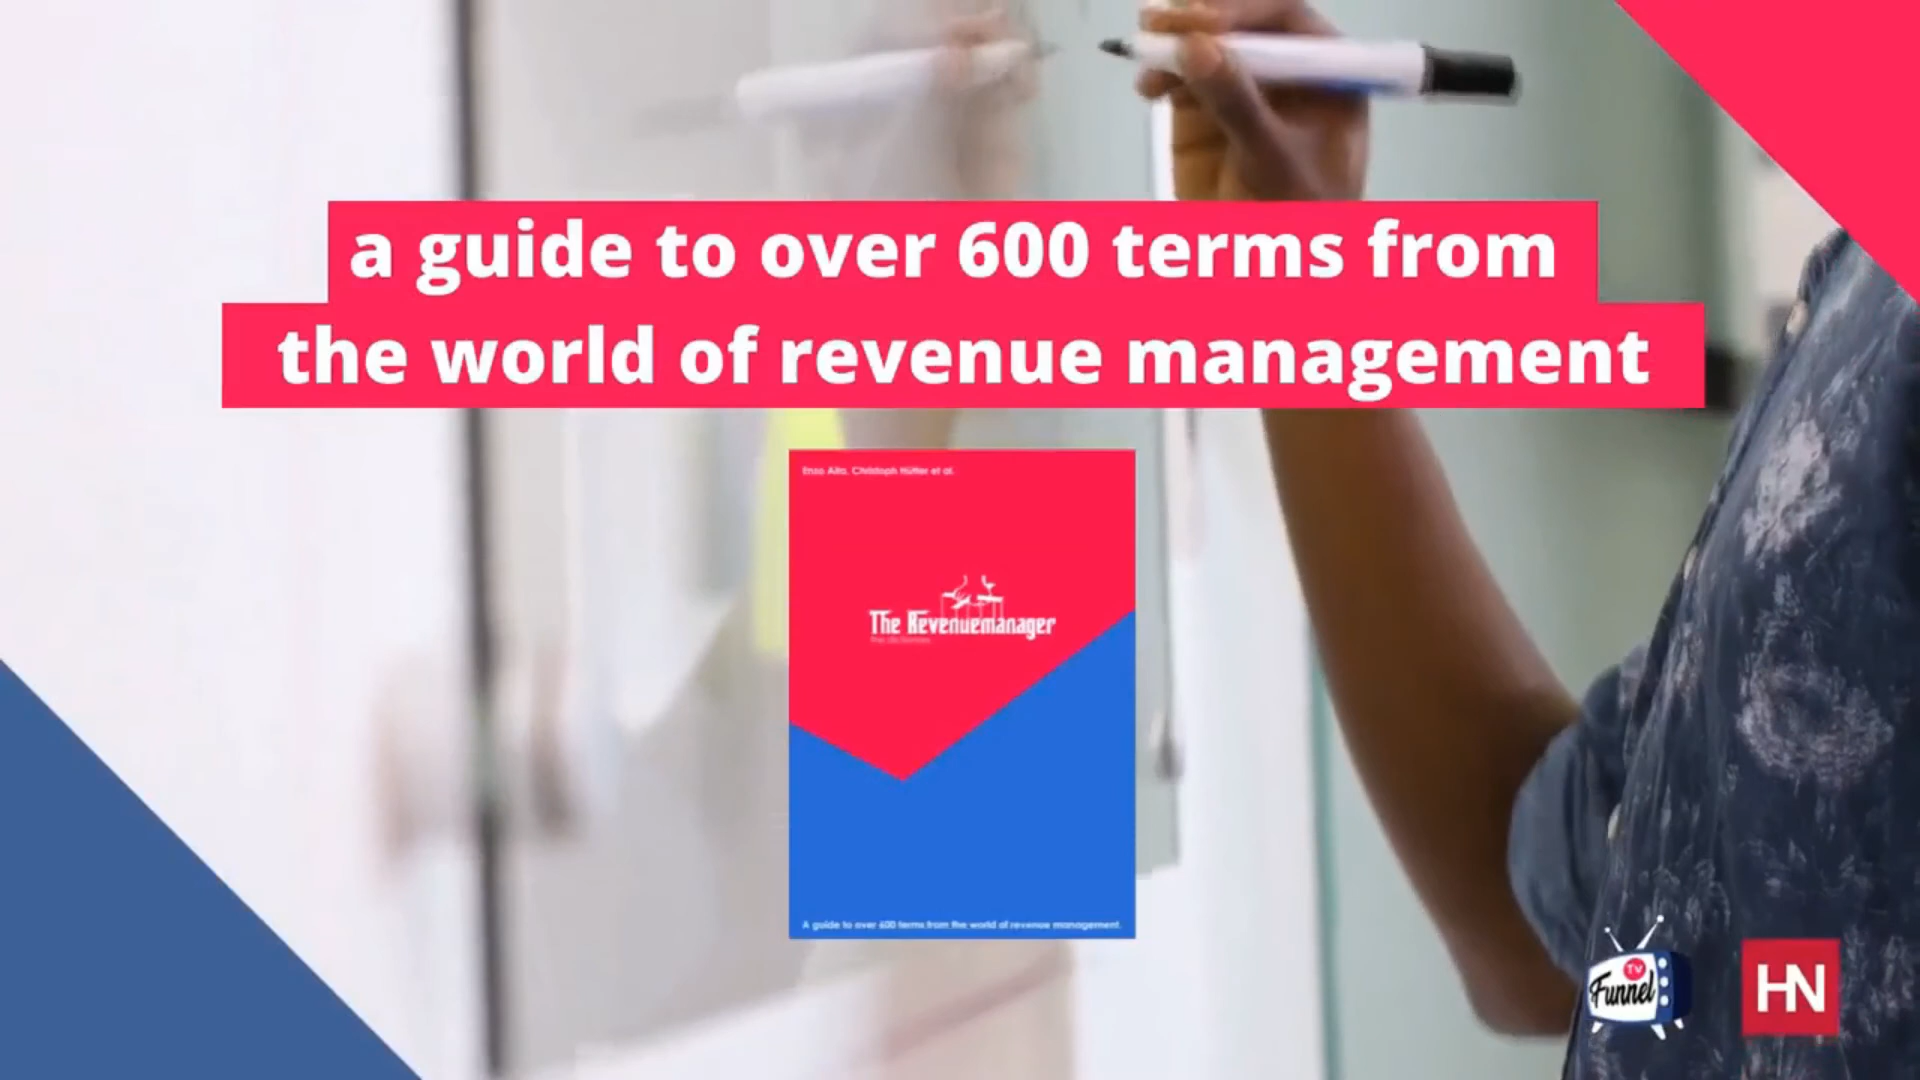 a guide to over 600 terms from
the world of revenue management
Enzo Aita, Christoph Hütter et al.
The Revenuemanager
A guide to over 600 terms from the world of revenue management.
TV
Funnel
HN